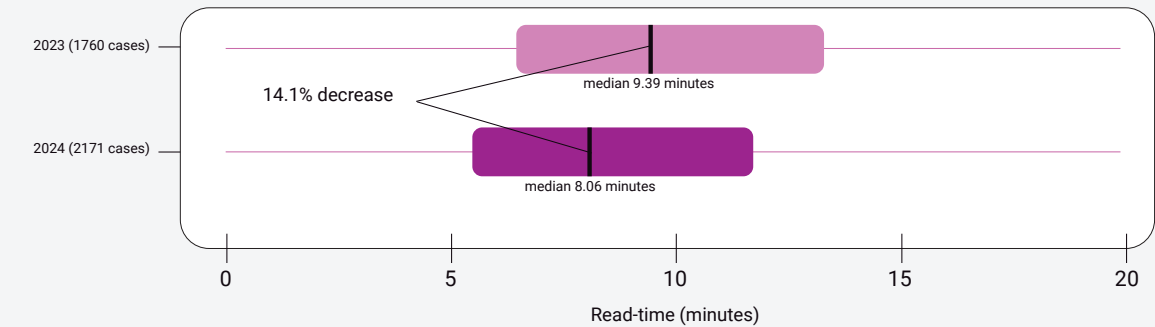 2023 (1760 cases)
median 9.39 minutes
14.1% decrease
2024 (2171 cases)
median 8.06 minutes
0 5 10 15 20
Read-time (minutes)